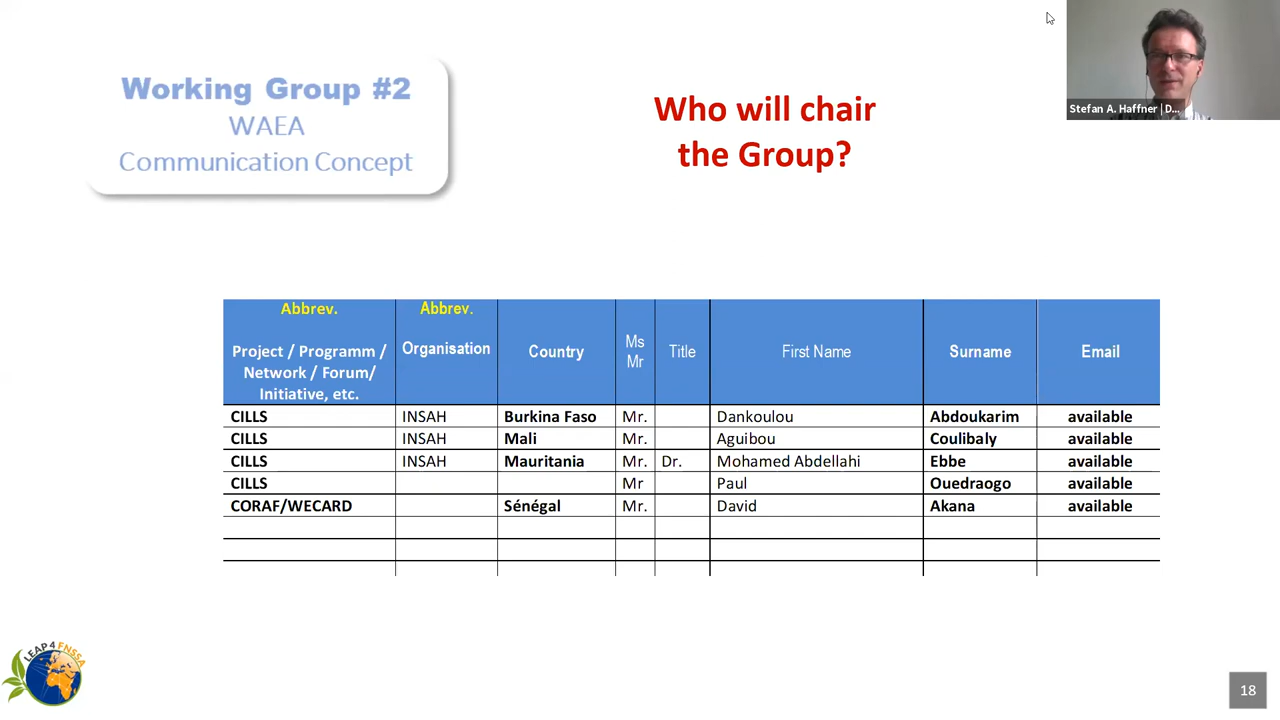 Working Group #2
WAEA
Communication Concept
Who will chair
the Group?
Stefan A. Haffner | D...
Abbrev.
Project / Programm /
Network / Forum/
Initiative, etc.
Abbrev.
Organisation
Country
Ms
Mr
Title
First Name
Surname
Email
CILLS INSAH Burkina Faso Mr. Dankoulou Abdoukarim available
CILLS INSAH Mali Mr. Aguibou Coulibaly available
CILLS INSAH Mauritania Mr. Dr. Mohamed Abdellahi Ebbe available
CILLS Mr Paul Ouedraogo available
CORAF/WECARD Sénégal Mr. David Akana available
LEAP 4 FNSSA
18